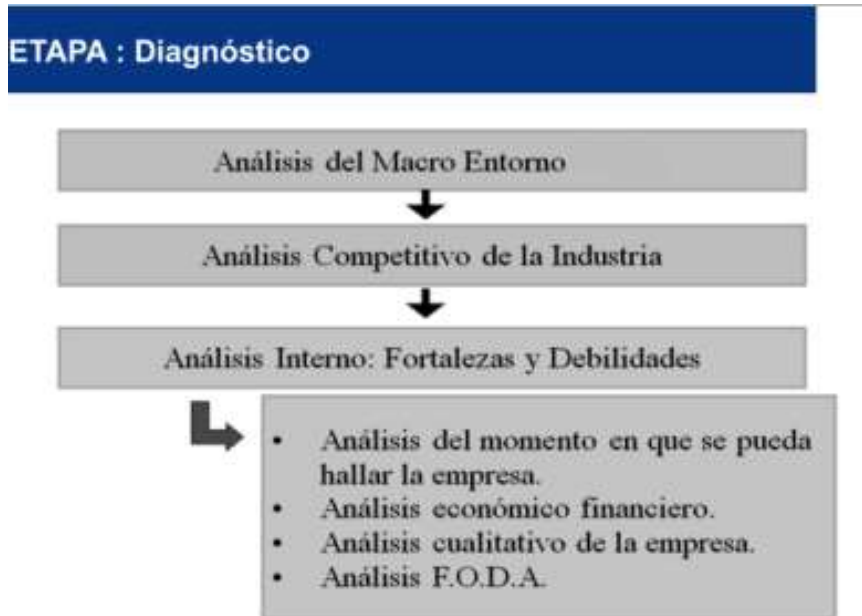 ETAPA : Diagnóstico
Análisis del Macro Entorno
Análisis Competitivo de la Industria
Análisis Interno: Fortalezas y Debilidades
• Análisis del momento en que se pueda
hallar la empresa.
• Análisis económico financiero.
• Análisis cualitativo de la empresa.
• Análisis F.O.D.A.